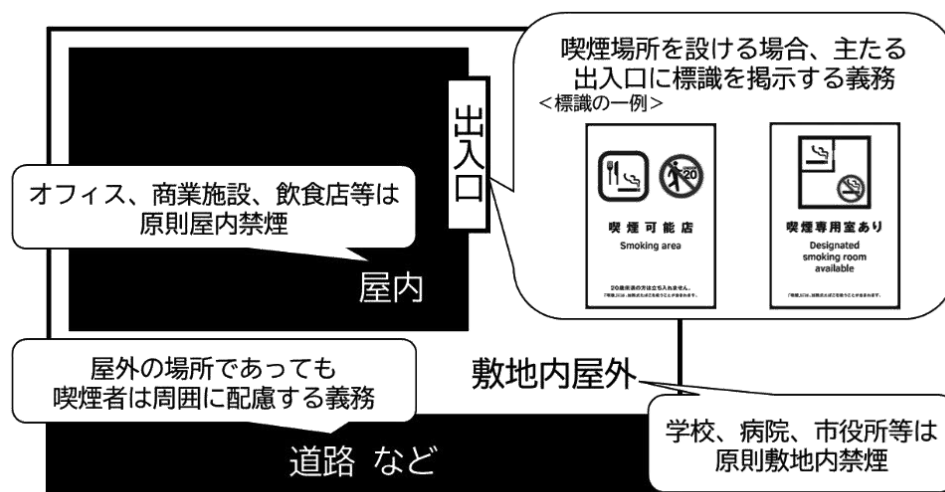 喫煙場所を設ける場合、主たる
出入口に標識を掲示する義務
＜標識の一例＞
20
喫煙可能店
Smoking area
20歳未満の方は立ち入れません。
喫煙専用室あり
Designated
smoking room
available
出入口
オフィス、商業施設、飲食店等は
原則屋内禁煙
屋内
屋外の場所であっても
喫煙者は周囲に配慮する義務
敷地内屋外
学校、病院、市役所等は
原則敷地内禁煙
道路 など